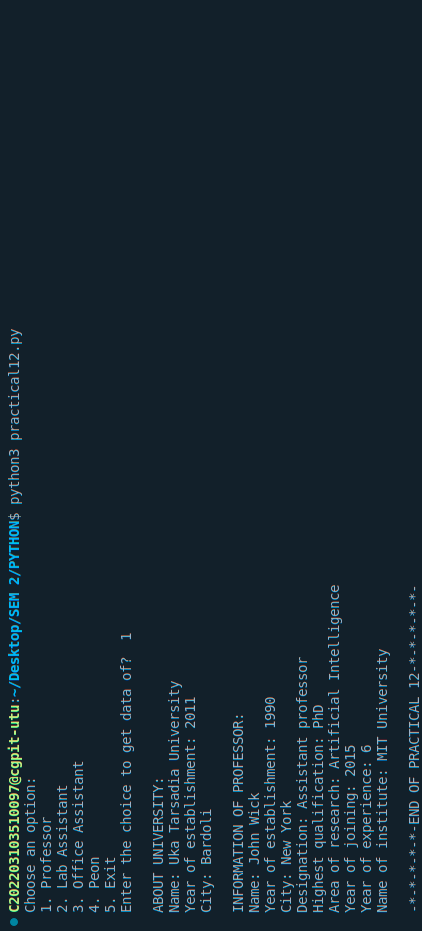 C202203103510097@cgpit-utu:~/Desktop/SEM 2/PYTHON$ python3 practical12.py
Choose an option:
1. Professor
2. Lab Assistant
3. Office Assistant
4. Peon
5. Exit
Enter the choice to get data of?  1
ABOUT UNIVERSITY:
Name: Uka Tarsadia University
Year of establishment: 2011
City: Bardoli
INFORMATION OF PROFESSOR:
Name: John Wick
Year of establishment: 1990
City: New York
Designation: Assistant professor
Highest qualification: PhD
Area of research: Artificial Intelligence
Year of joining: 2015
Year of experience: 6
Name of institute: MIT University
-*-*-*-*-*-END OF PRACTICAL 12-*-*-*-*-*-